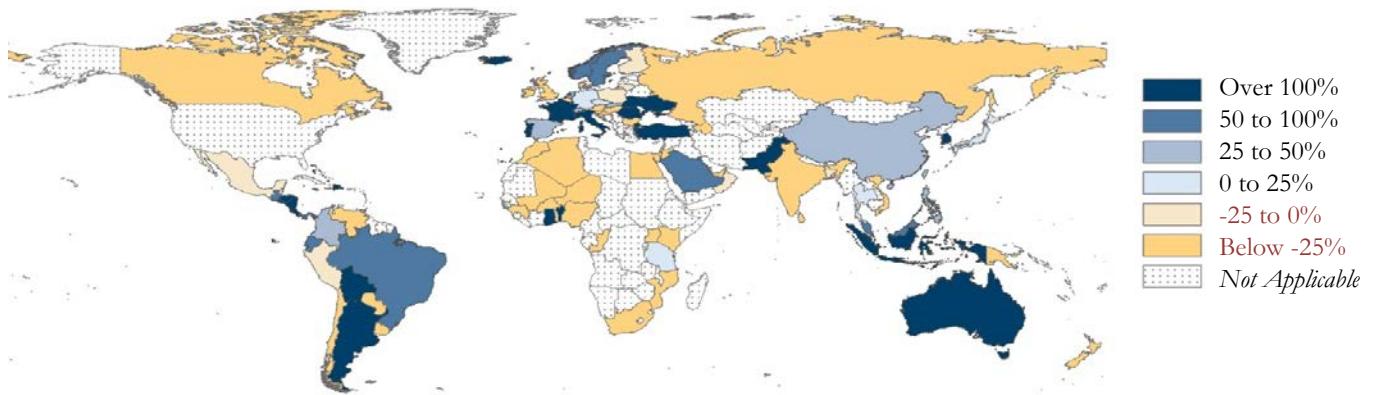 Over 100%
50 to 100%
25 to 50%
0 to 25%
-25 to 0%
Below -25%
Not Applicable